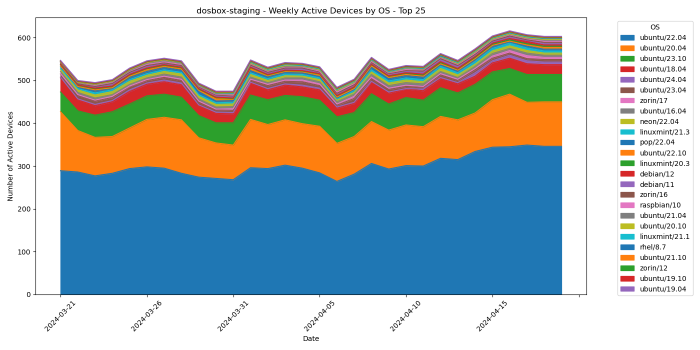 dosbox-staging - Weekly Active Devices by OS - Top 25
Number of Active Devices
600
500
400
300
200
100
0
2024-03-21
2024-03-26
2024-03-31
2024-04-05
2024-04-10
2024-04-15
Date
OS
ubuntu/22.04
ubuntu/20.04
ubuntu/23.10
ubuntu/18.04
ubuntu/24.04
ubuntu/23.04
zorin/17
ubuntu/16.04
neon/22.04
linuxmint/21.3
pop/22.04
ubuntu/22.10
linuxmint/20.3
debian/12
debian/11
zorin/16
raspbian/10
ubuntu/21.04
ubuntu/20.10
linuxmint/21.1
rhel/8.7
ubuntu/21.10
zorin/12
ubuntu/19.10
ubuntu/19.04